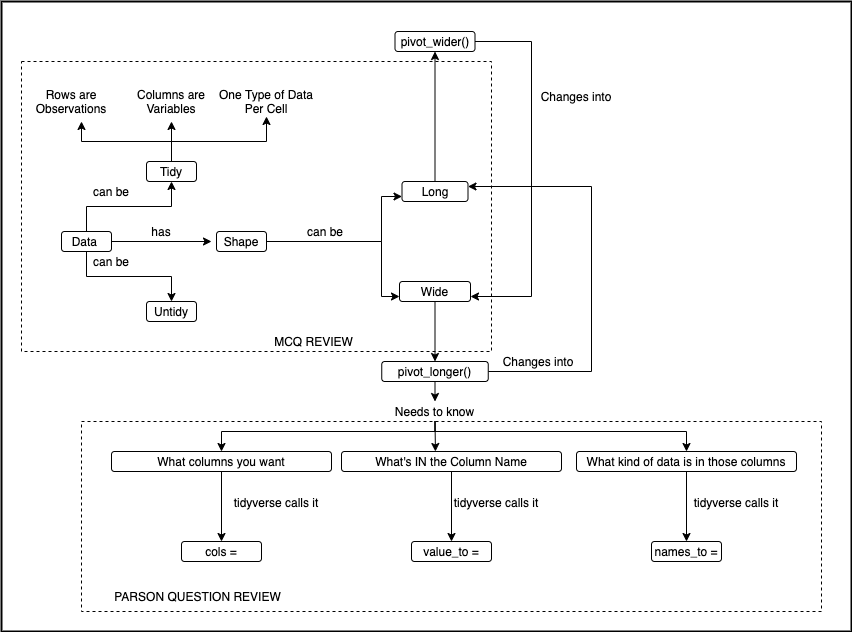 pivot_wider()
Changes into
Rows are
Observations
Columns are
Variables
One Type of Data
Per Cell
Tidy
can be
Long
Data
has
Shape
can be
can be
Wide
Untidy
MCQ REVIEW
pivot_longer()
Changes into
Needs to know
What columns you want
What's IN the Column Name
What kind of data is in those columns
tidyverse calls it
tidyverse calls it
tidyverse calls it
cols =
value_to =
names_to =
PARSON QUESTION REVIEW